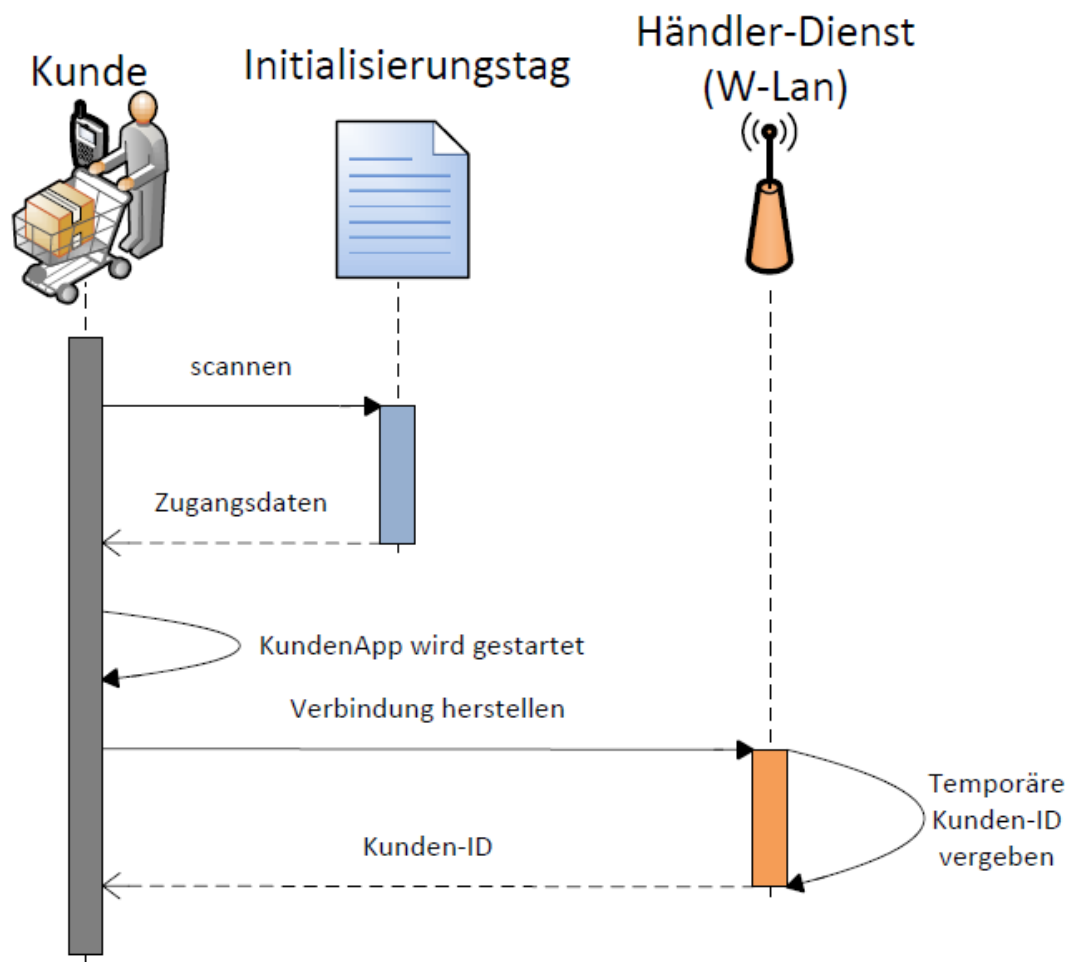 Kunde
Initialisierungstag
Händler-Dienst
(W-Lan)
scannen
Zugangsdaten
KundenApp wird gestartet
Verbindung herstellen
Temporäre
Kunden-ID
vergeben
Kunden-ID